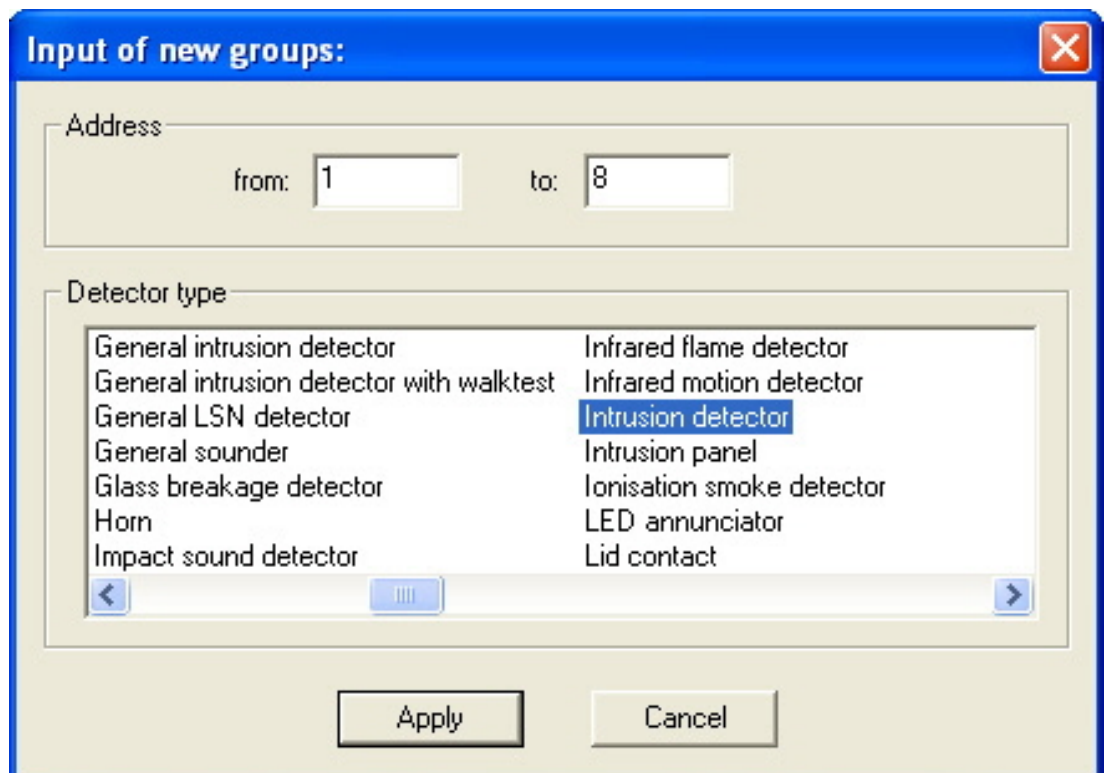 Input of new groups:
Address
from: 1 to: 8
Detector type
General intrusion detector
General intrusion detector with walktest
General LSN detector
General sounder
Glass breakage detector
Horn
Impact sound detector
Infrared flame detector
Infrared motion detector
Intrusion detector
Intrusion panel
Ionisation smoke detector
LED annunciator
Lid contact
Apply Cancel